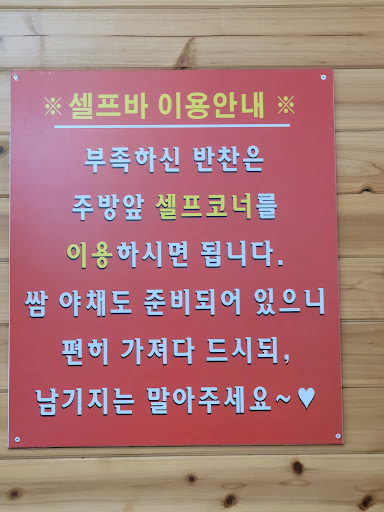 ※ 셀프바 이용안내 ※
부족하신 반찬은
주방앞 셀프코너를
이용하시면 됩니다.
쌈 야채도 준비되어 있으니
편히 가져다 드시되,
남기지는 말아주세요~♥